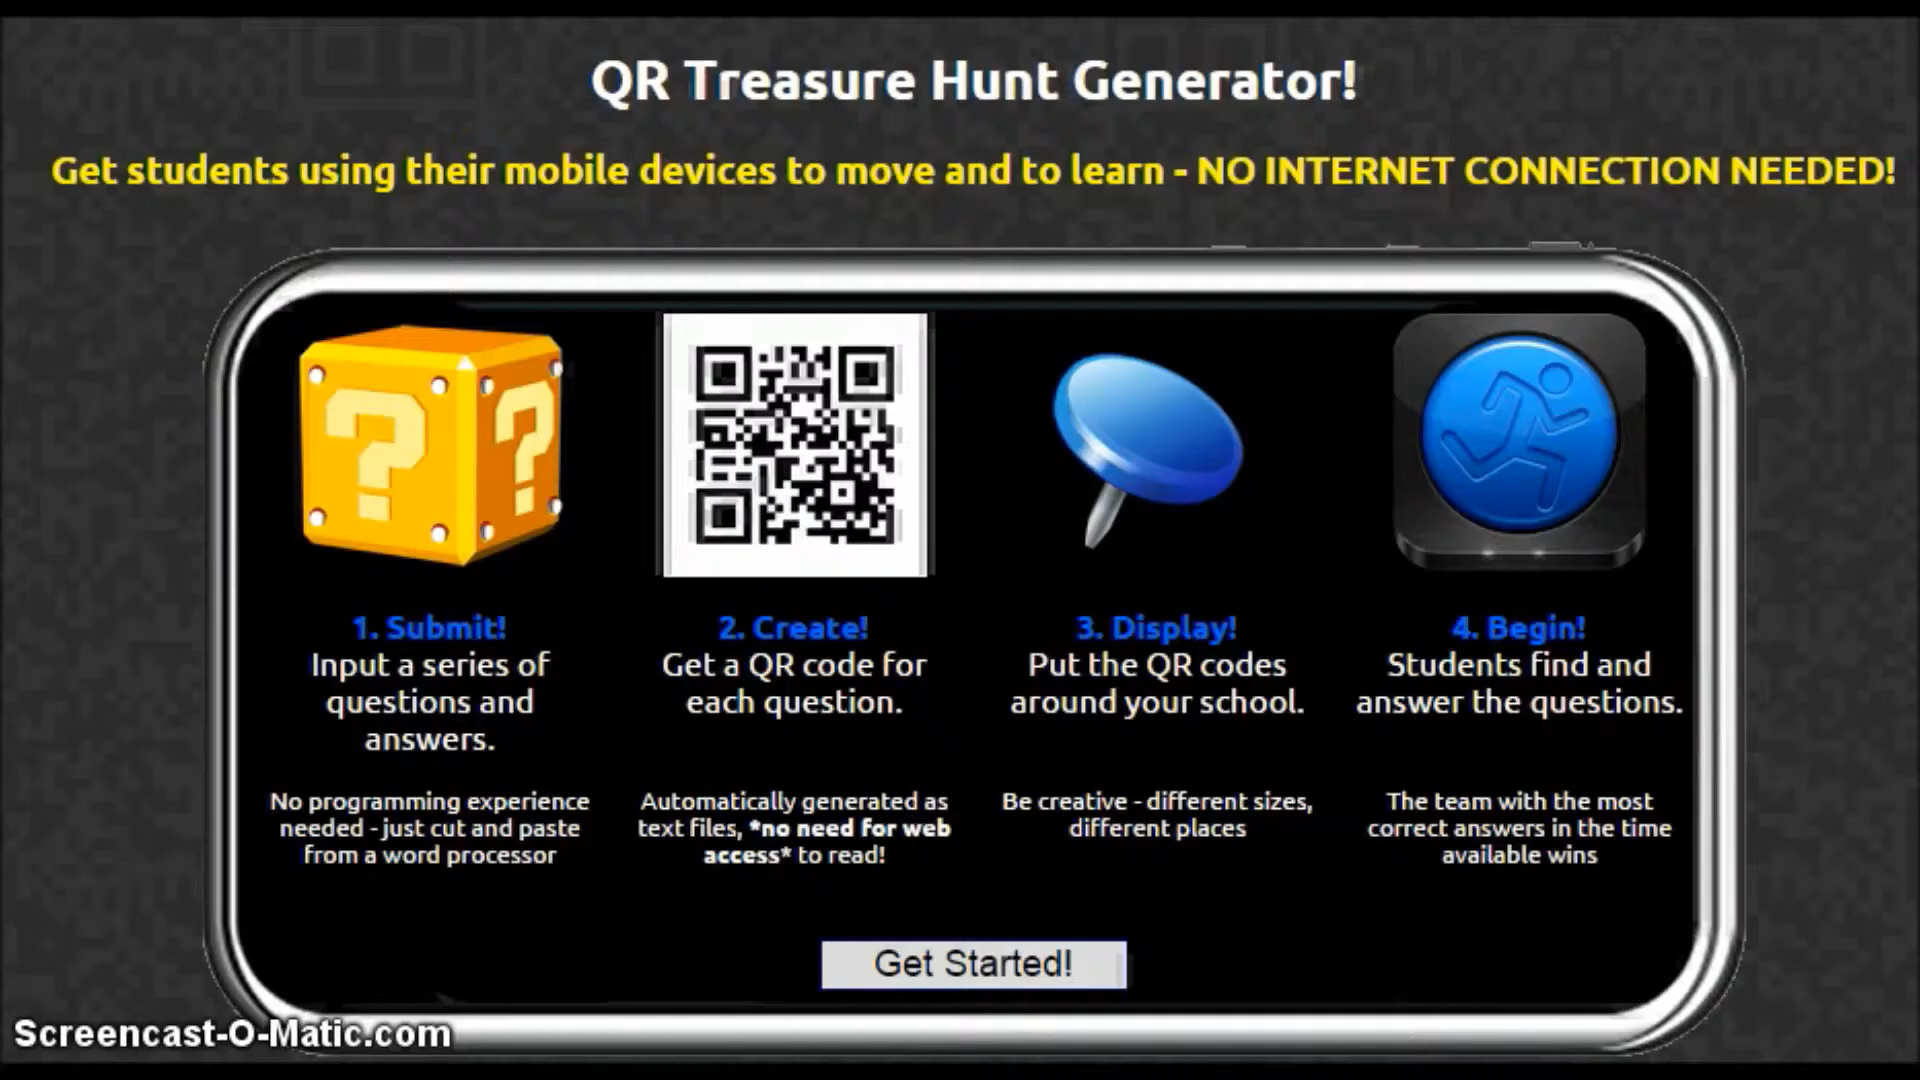 QR Treasure Hunt Generator!
Get students using their mobile devices to move and to learn - NO INTERNET CONNECTION NEEDED!
? ?
1. Submit!
Input a series of
questions and
answers.
No programming experience
needed - just cut and paste
from a word processor
2. Create!
Get a QR code for
each question.
Automatically generated as
text files, *no need for web
access* to read!
3. Display!
Put the QR codes
around your school.
Be creative - different sizes,
different places
4. Begin!
Students find and
answer the questions.
The team with the most
correct answers in the time
available wins
Get Started!
Screencast-O-Matic.com